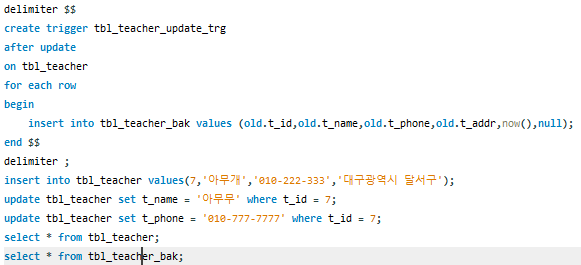 delimiter $$
create trigger tbl_teacher_update_trg
after update
on tbl_teacher
for each row
begin
    insert into tbl_teacher_bak values (old.t_id,old.t_name,old.t_phone,old.t_addr,now(),null);
end $$
delimiter ;
insert into tbl_teacher values(7,'아무개','010-222-333','대구광역시 달서구');
update tbl_teacher set t_name = '아무무' where t_id = 7;
update tbl_teacher set t_phone = '010-777-7777' where t_id = 7;
select * from tbl_teacher;
select * from tbl_teacher_bak;